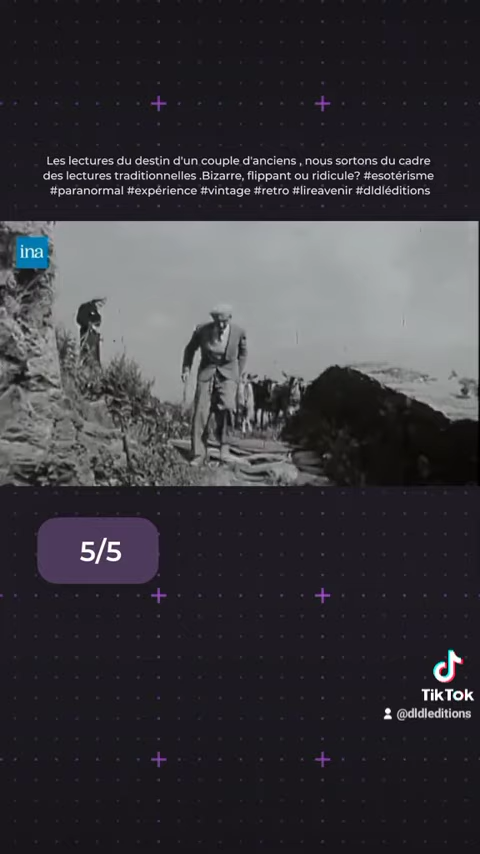 Les lectures du destin d'un couple d'anciens , nous sortons du cadre
des lectures traditionnelles .Bizarre, flippant ou ridicule? #esotérisme
#paranormal #expérience #vintage #retro #lireavenir #dldléditions
ina
5/5
TikTok
@dldleditions